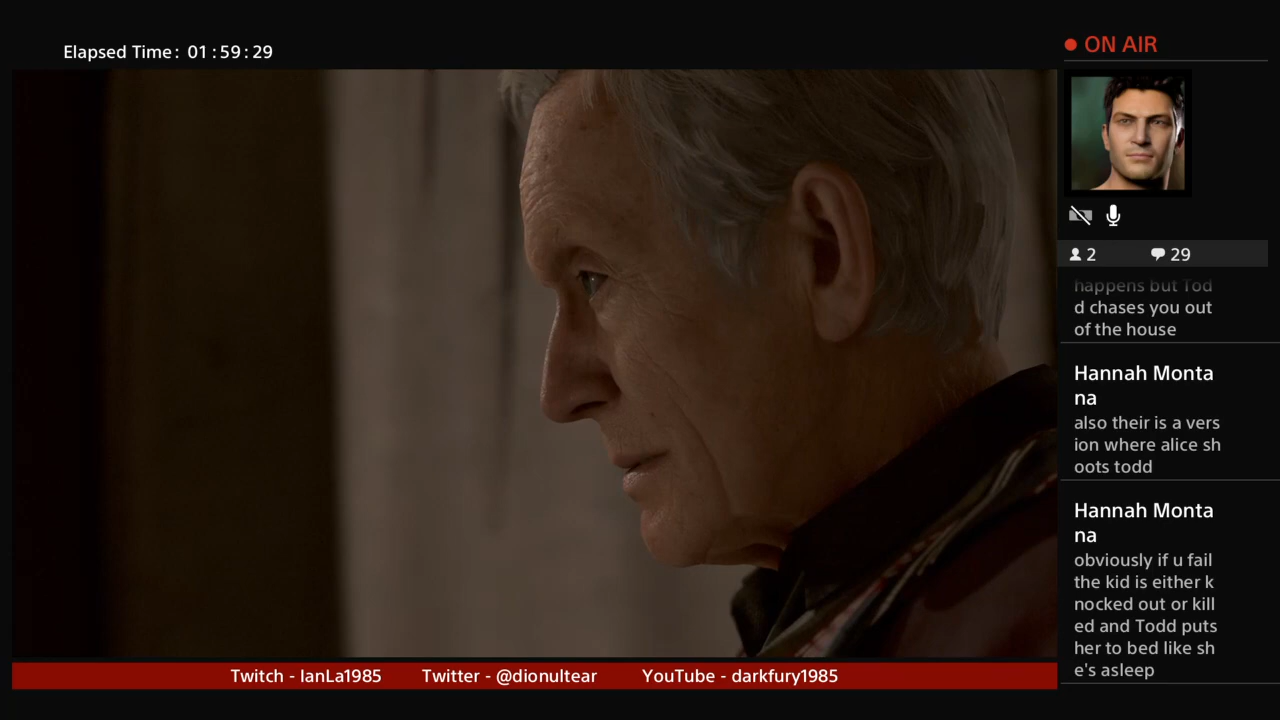 Elapsed Time: 01:59:29
ON AIR
2 29
happens but Tod
d chases you out
of the house
Hannah Monta
na
also their is a vers
ion where alice sh
oots todd
Hannah Monta
na
obviously if u fail
the kid is either k
nocked out or kill
ed and Todd puts
her to bed like sh
e's asleep
Twitch - IanLa1985 Twitter - @dionultear YouTube - darkfury1985